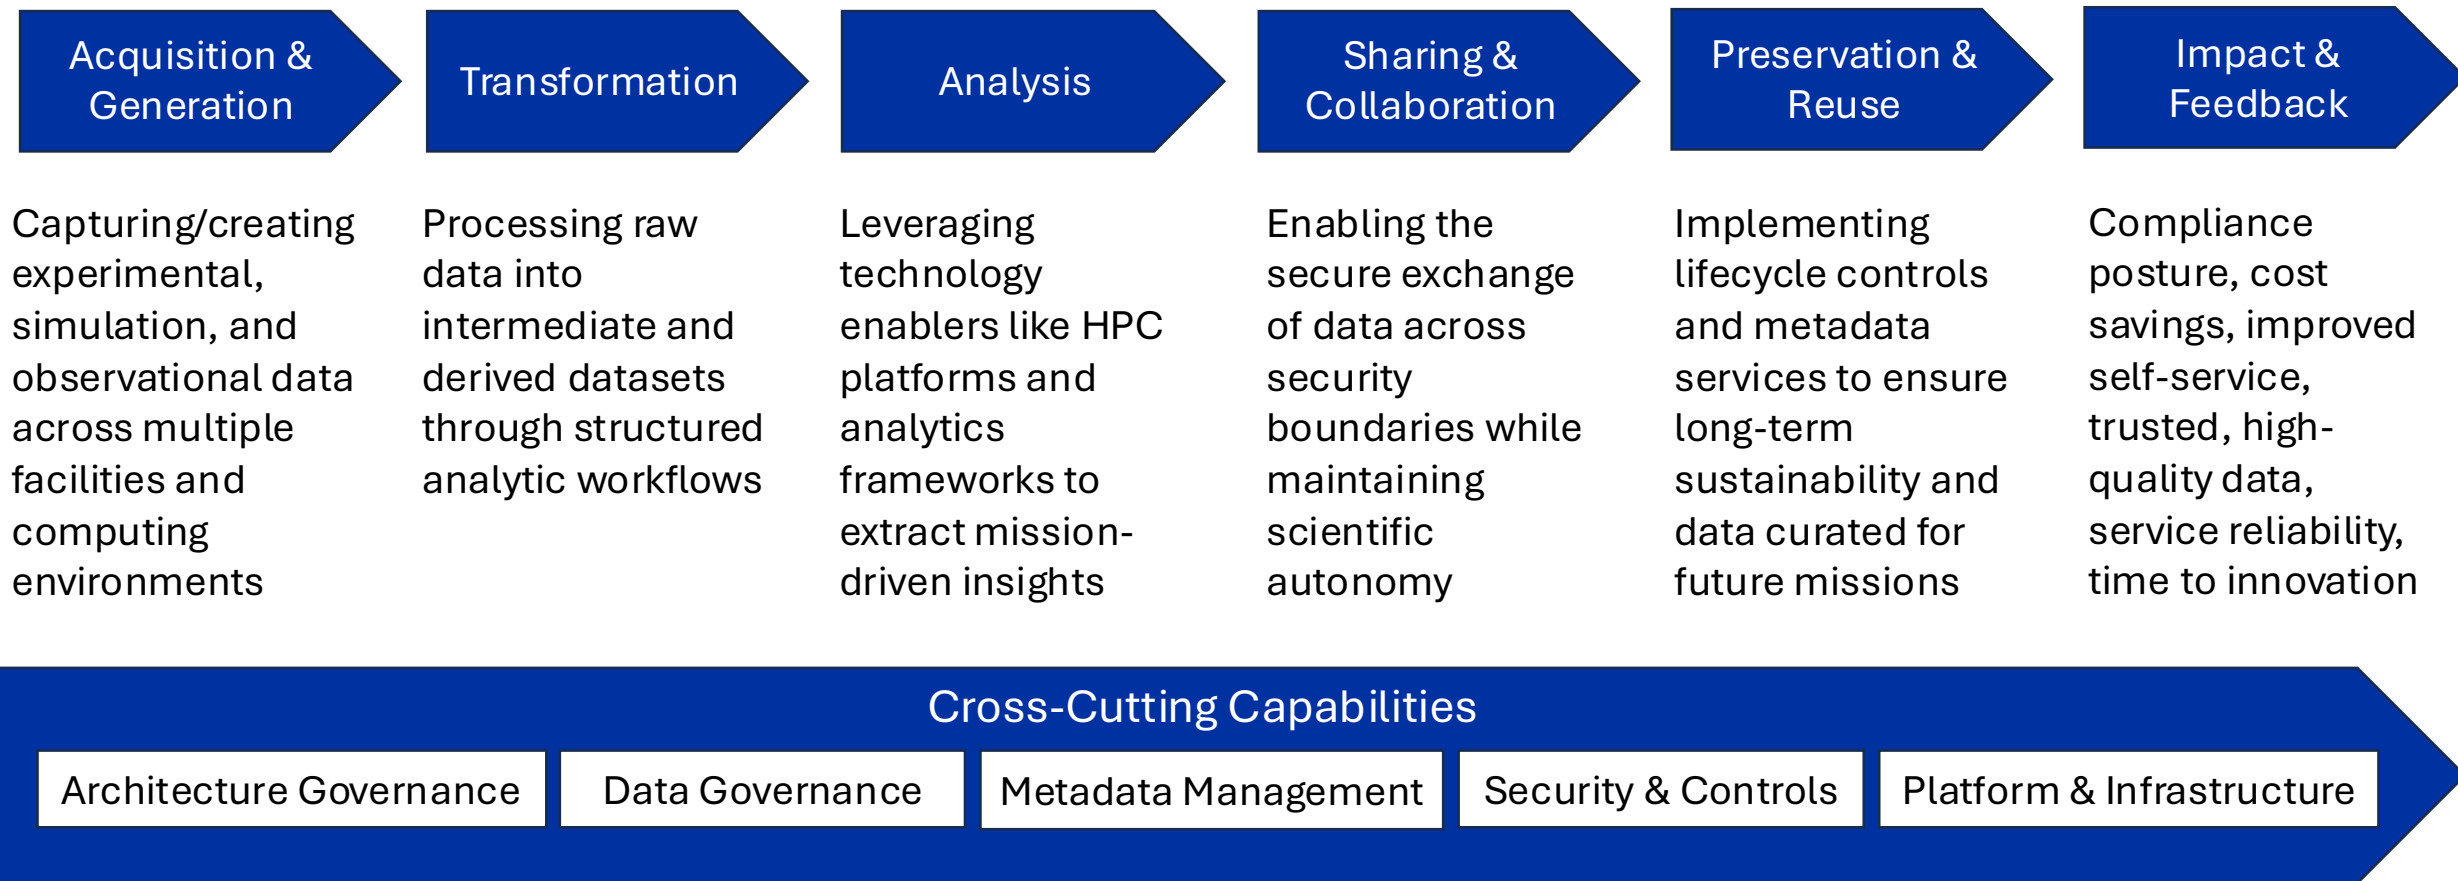 Acquisition &
Generation
Transformation
Analysis
Sharing &
Collaboration
Preservation &
Reuse
Impact &
Feedback
Capturing/creating
experimental,
simulation, and
observational data
across multiple
facilities and
computing
environments
Processing raw
data into
intermediate and
derived datasets
through structured
analytic workflows
Leveraging
technology
enablers like HPC
platforms and
analytics
frameworks to
extract mission-
driven insights
Enabling the
secure exchange
of data across
security
boundaries while
maintaining
scientific
autonomy
Implementing
lifecycle controls
and metadata
services to ensure
long-term
sustainability and
data curated for
future missions
Compliance
posture, cost
savings, improved
self-service,
trusted, high-
quality data,
service reliability,
time to innovation
Cross-Cutting Capabilities
Architecture Governance
Data Governance
Metadada Management
Security & Controls
Platform & Infrastructure